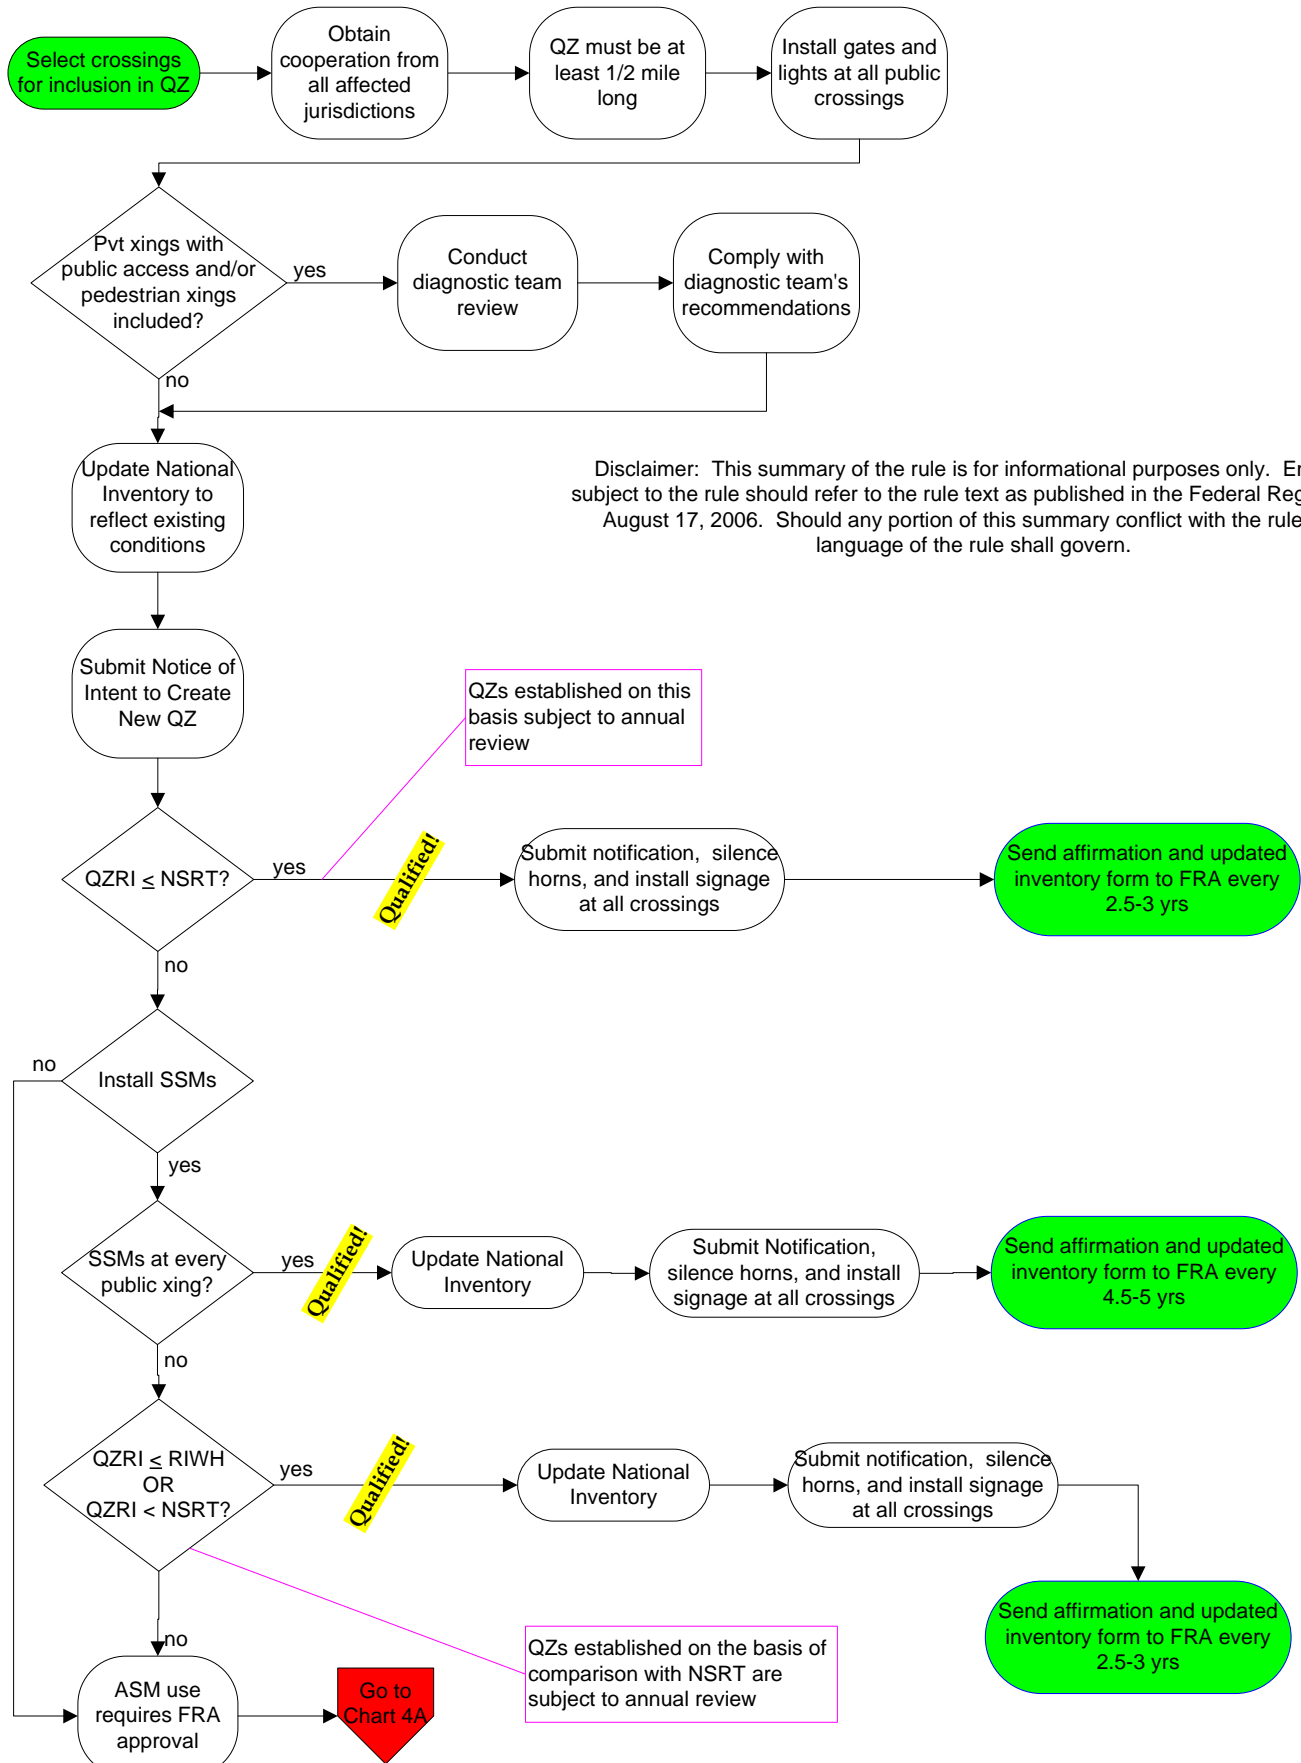 Select crossings
for inclusion in QZ
Obtain
cooperation from
all affected
jurisdictions
QZ must be at
least 1/2 mile
long
Install gates and
lights at all public
crossings
Pvt xings with
public access and/or
pedestrian xings
included?
yes
Conduct
diagnostic team
review
Comply with
diagnostic team's
recommendations
no
Update National
Inventory to
reflect existing
conditions
Disclaimer: This summary of the rule is for informational purposes only.
subject to the rule should refer to the rule text as published in the Federal
August 17, 2006. Should any portion of this summary conflict with the rule
language of the rule shall govern.
Submit Notice of
Intent to Create
New QZ
QZs established on this
basis subject to annual
review
QZRI ≤ NSRT?
yes
Qualified!
Submit notification, silence
horns, and install signage
at all crossings
Send affirmation and updated
inventory form to FRA every
2.5-3 yrs
no
Install SSMs
no
yes
SSMs at every
public xing?
yes
Qualified!
Update National
Inventory
Submit Notification,
silence horns, and install
signage at all crossings
Send affirmation and updated
inventory form to FRA every
4.5-5 yrs
no
QZRI ≤ RIWH
OR
QZRI < NSRT?
yes
Qualified!
Update National
Inventory
Submit notification, silence
horns, and install signage
at all crossings
Send affirmation and updated
inventory form to FRA every
2.5-3 yrs
no
QZs established on the basis of
comparison with NSRT are
subject to annual review
ASM use
requires FRA
approval
Go to
Chart 4A